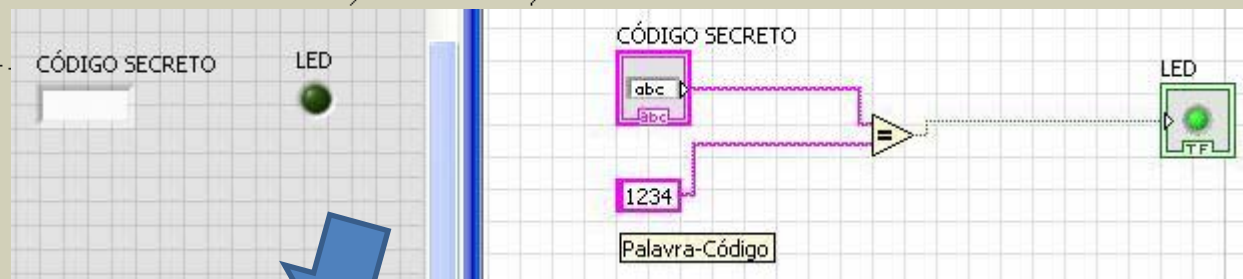 CÓDIGO SECRETO
LED
CÓDIGO SECRETO
abc
abc
=
LED
TF
1234
Palavra-Código